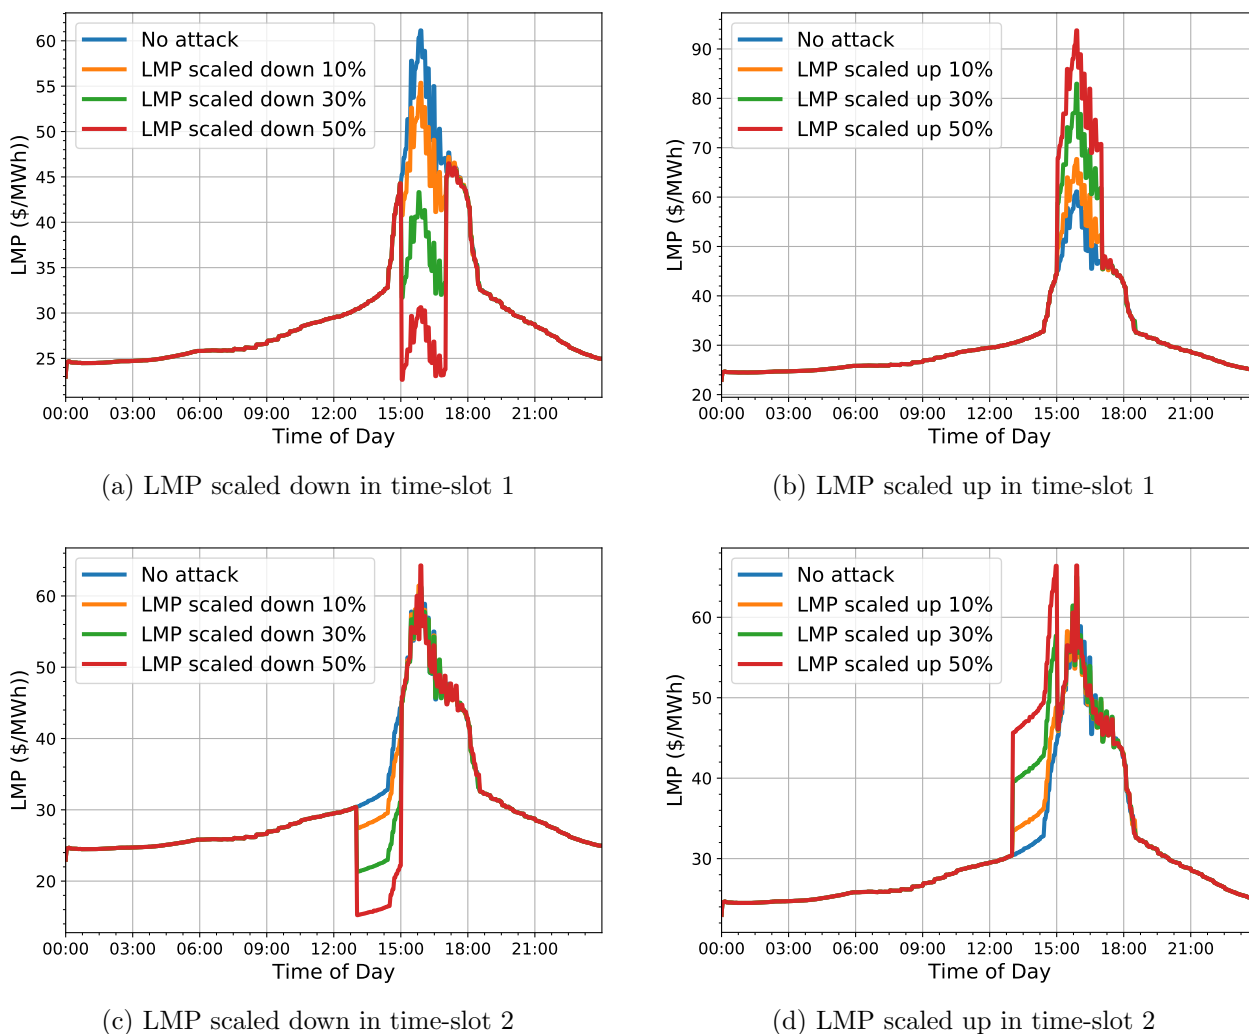 No attack
LMP scaled down 10%
LMP scaled down 30%
LMP scaled down 50%
LMP ($/MWh))
60
55
50
45
40
35
30
25
00:00 03:00 06:00 09:00 12:00 15:00 18:00 21:00
Time of Day
(a) LMP scaled down in time-slot 1
No attack
LMP scaled up 10%
LMP scaled up 30%
LMP scaled up 50%
LMP ($/MWh)
90
80
70
60
50
40
30
20
00:00 03:00 06:00 09:00 12:00 15:00 18:00 21:00
Time of Day
(b) LMP scaled up in time-slot 1
No attack
LMP scaled down 10%
LMP scaled down 30%
LMP scaled down 50%
LMP ($/MWh))
60
50
40
30
20
00:00 03:00 06:00 09:00 12:00 15:00 18:00 21:00
Time of Day
(c) LMP scaled down in time-slot 2
No attack
LMP scaled up 10%
LMP scaled up 30%
LMP scaled up 50%
LMP ($/MWh)
60
50
40
30
00:00 03:00 06:00 09:00 12:00 15:00 18:00 21:00
Time of Day
(d) LMP scaled up in time-slot 2